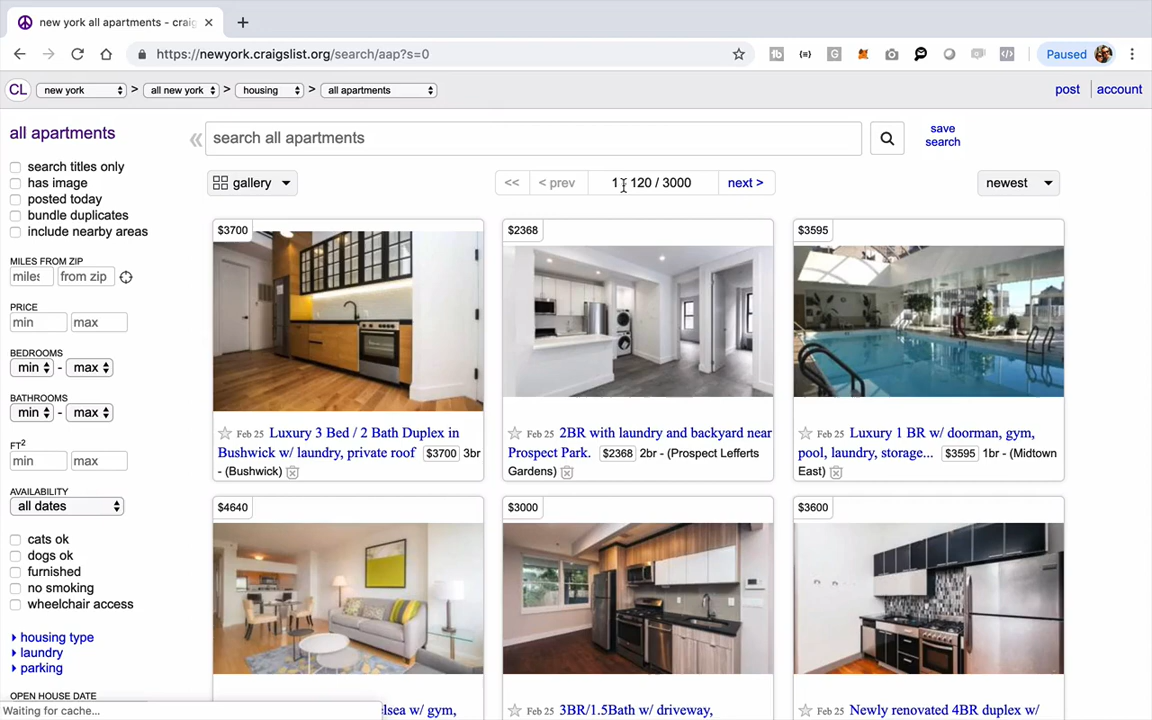 new york all apartments - craig
https://newyork.craigslist.org/search/aap?s=0
Paused
CL new york > all new york > housing > all apartments post account
all apartments
search titles only
has image
posted today
bundle duplicates
include nearby areas
MILES FROM ZIP
miles from zip
PRICE
min max
BEDROOMS
min - max
BATHROOMS
min - max
FT2
min max
AVAILABILITY
all dates
cats ok
dogs ok
furnished
no smoking
wheelchair access
housing type
laundry
parking
OPEN HOUSE DATE
Waiting for cache...
search all apartments
save
search
gallery << < prev 1 - 120 / 3000 next > newest
$3700
Feb 25 Luxury 3 Bed / 2 Bath Duplex in
Bushwick w/ laundry, private roof $3700 3br
- (Bushwick)
$2368
Feb 25 2BR with laundry and backyard near
Prospect Park. $2368 2br - (Prospect Lefferts
Gardens)
$3595
Feb 25 Luxury 1 BR w/ doorman, gym,
pool, laundry, storage... $3595 1br - (Midtown
East)
$4640
elsea w/ gym,
$3000
Feb 25 3BR/1.5Bath w/ driveway,
$3600
Feb 25 Newly renovated 4BR duplex w/